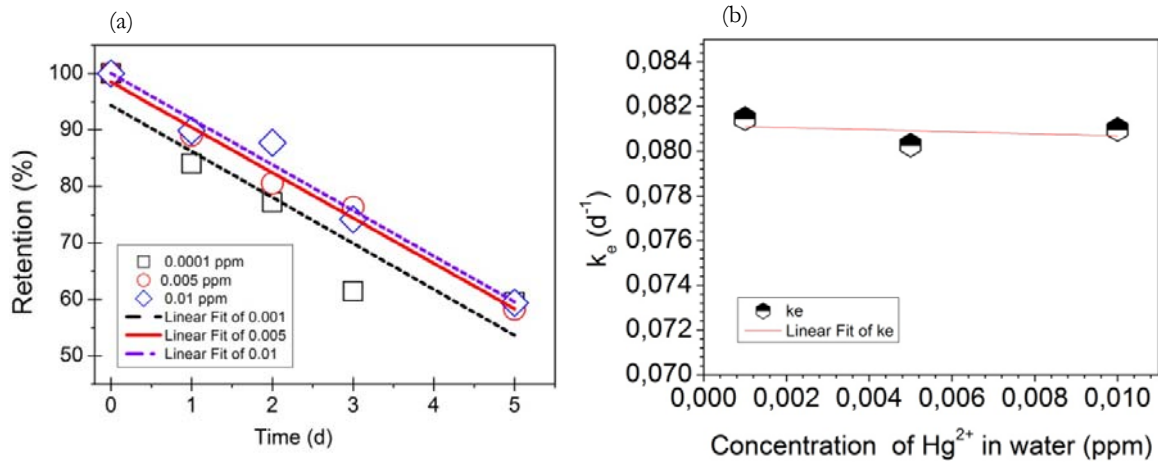 (a)
100
90
80
70
60
50
Retention (%)
0.0001 ppm
0.005 ppm
0.01 ppm
Linear Fit of 0.001
Linear Fit of 0.005
Linear Fit of 0.01
0 1 2 3 4 5
Time (d)
(b)
0,084
0,082
0,080
0,078
0,076
0,074
0,072
0,070
kₑ (d⁻¹)
ke
Linear Fit of ke
0,000 0,002 0,004 0,006 0,008 0,010
Concentration of Hg²⁺ in water (ppm)